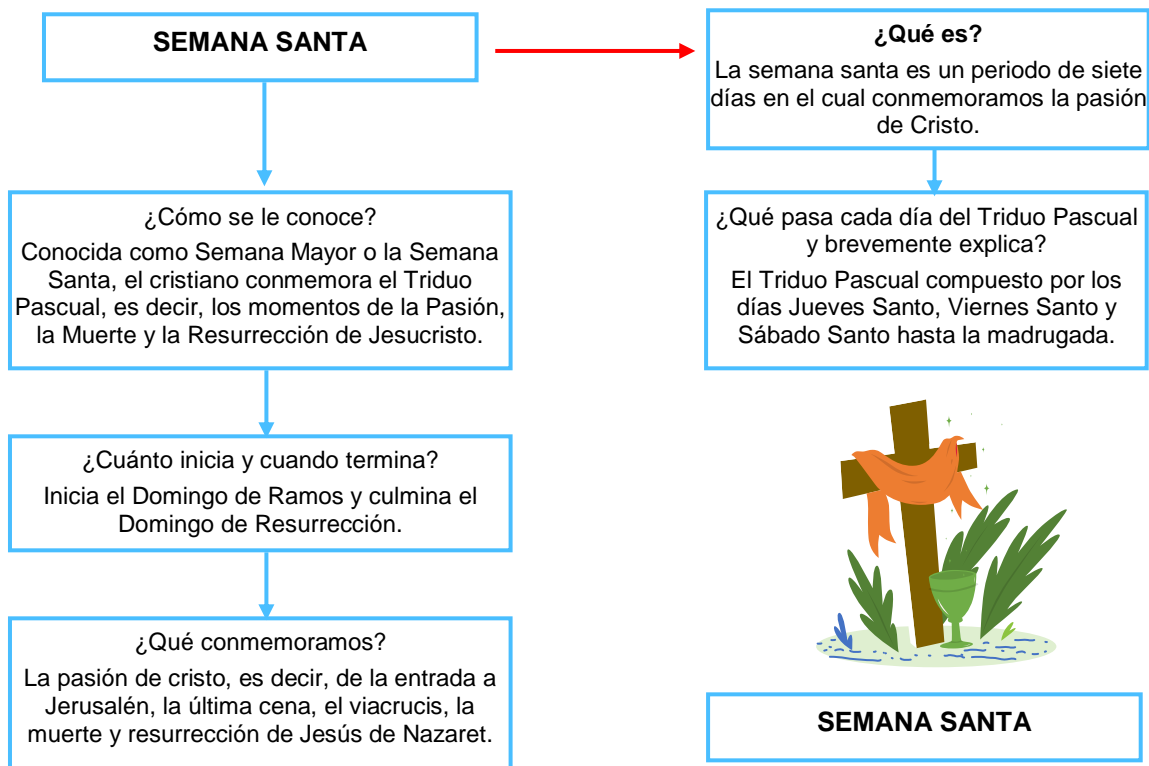 SEMANA SANTA
¿Qué es?
La semana santa es un periodo de siete
días en el cual conmemoramos la pasión
de Cristo.
¿Cómo se le conoce?
Conocida como Semana Mayor o la Semana
Santa, el cristiano conmemora el Triduo
Pascual, es decir, los momentos de la Pasión,
la Muerte y la Resurrección de Jesucristo.
¿Qué pasa cada día del Triduo Pascual
y brevemente explica?
El Triduo Pascual compuesto por los
días Jueves Santo, Viernes Santo y
Sábado Santo hasta la madrugada.
¿Cuánto inicia y cuando termina?
Inicia el Domingo de Ramos y culmina el
Domingo de Resurrección.
¿Qué conmemoramos?
La pasión de cristo, es decir, de la entrada a
Jerusalén, la última cena, el viacrucis, la
muerte y resurrección de Jesús de Nazaret.
SEMANA SANTA